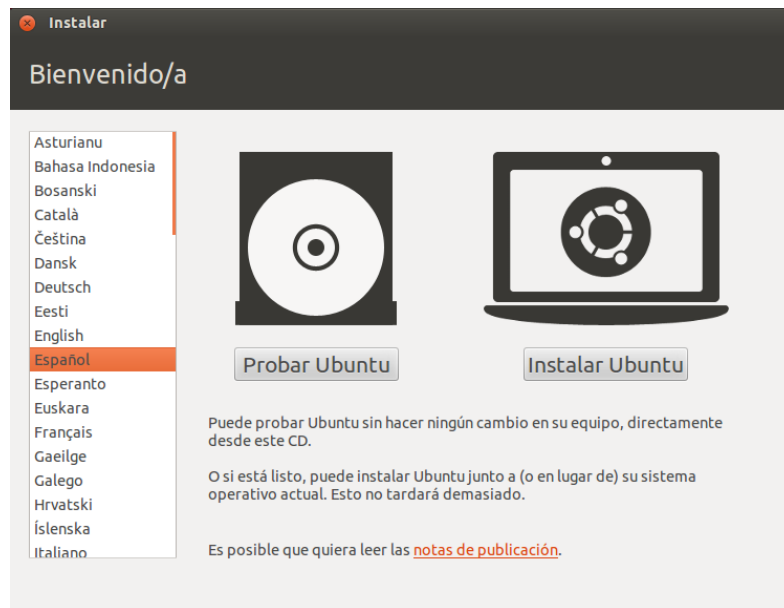 Instalar
Bienvenido/a
Asturianu
Bahasa Indonesia
Bosanski
Català
Čeština
Dansk
Deutsch
Eesti
English
Español
Esperanto
Euskara
Français
Gaeilge
Galego
Hrvatski
Íslenska
Italiano
Probar Ubuntu
Instalar Ubuntu
Puede probar Ubuntu sin hacer ningún cambio en su equipo, directamente
desde este CD.
O si está listo, puede instalar Ubuntu junto a (o en lugar de) su sistema
operativo actual. Esto no tardará demasiado.
Es posible que quiera leer las notas de publicación.